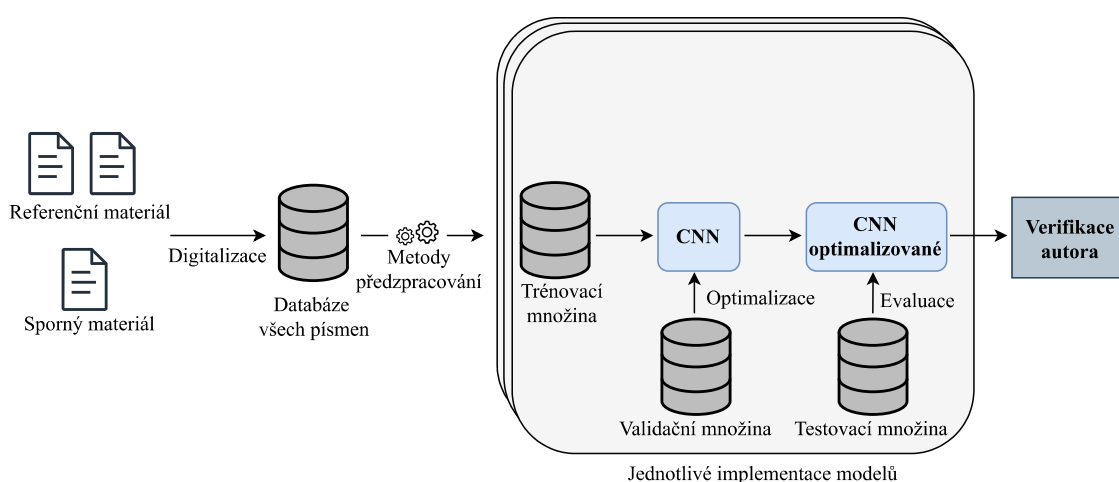 Referenční materiál
Sporný materiál
Digitalizace
Databáze
všech písmen
Metody
předzpracování
Trénovací
množina
CNN
Optimalizace
Validační množina
CNN
optimalizované
Evaluace
Testovací množina
Verifikace
autora
Jednotlivé implementace modelů